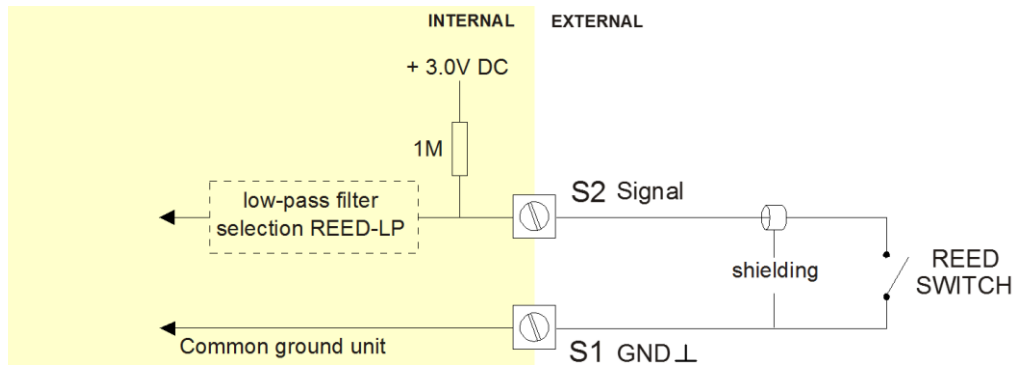 INTERNAL EXTERNAL
+ 3.0V DC
1M
low-pass filter
selection REED-LP
S2 Signal
shielding
REED
SWITCH
Common ground unit
S1 GND⊥